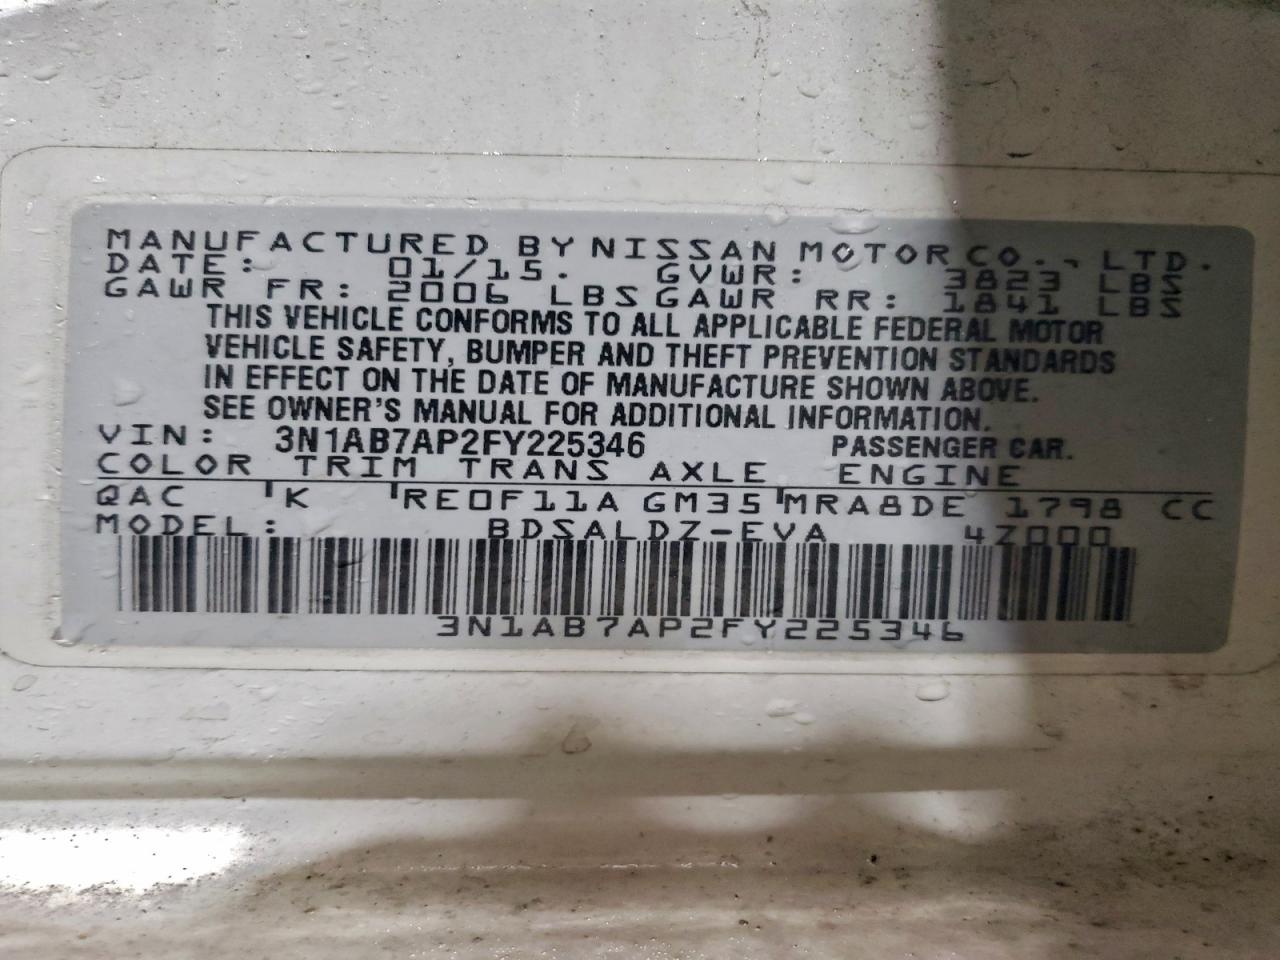 MANUFACTURED BY NISSAN MOTOR CO., LTD.
DATE: 01/15. GVWR: 3823 LBS
GAWR FR: 2006 LBS GAWR RR: 1841 LBS
THIS VEHICLE CONFORMS TO ALL APPLICABLE FEDERAL MOTOR
VEHICLE SAFETY, BUMPER AND THEFT PREVENTION STANDARDS
IN EFFECT ON THE DATE OF MANUFACTURE SHOWN ABOVE.
SEE OWNER'S MANUAL FOR ADDITIONAL INFORMATION.
VIN: 3N1AB7AP2FY225346 PASSENGER CAR.
COLOR TRIM TRANS AXLE ENGINE
QAC K RE0F11A GM35 MRA8DE 1798 CC
MODEL: BDSALDZ-EVA 4Z000
3N1AB7AP2FY225346